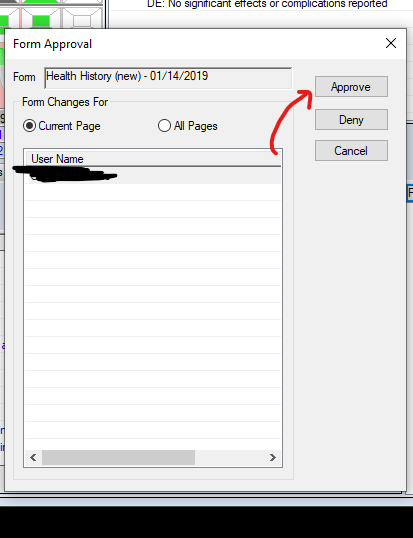 DE: No significant effects or complications reported
Form Approval
Form Health History (new) - 01/14/2019
Approve
Form Changes For
Deny
Current Page All Pages
Cancel
User Name